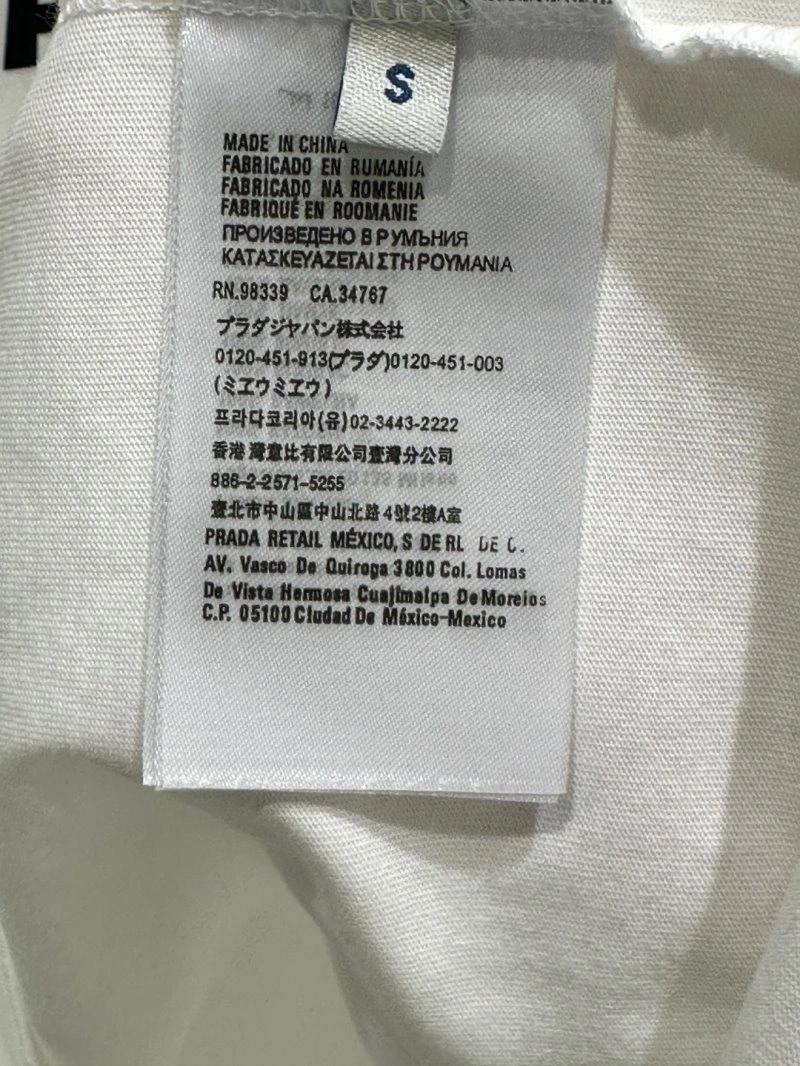 S
MADE IN CHINA
FABRICADO EN RUMANÍA
FABRICADO NA ROMENIA
FABRIQUÉ EN ROOMANIE
ПРОИЗВЕДЕНО В РУМЪНИЯ
ΚΑΤΑΣΚΕΥΑΖΕΤΑΙ ΣΤΗ ΡΟΥΜΑΝΙΑ
RN.98339 CA.34767
プラダジャパン株式会社
0120-451-913(プラダ)0120-451-003
(ミヱウミヱウ)
프라다코리아(유)02-3443-2222
香港灣意比有限公司臺灣分公司
886-2-2571-5255
臺北市中山區中山北路4號2樓A室
PRADA RETAIL MÉXICO, S DE RL DE C.
AV. Vasco De Quiroga 3800 Col. Lomas
De Vista Hermosa Cuajimalpa De Morelos
C.P. 05100 Ciudad De México-Mexico